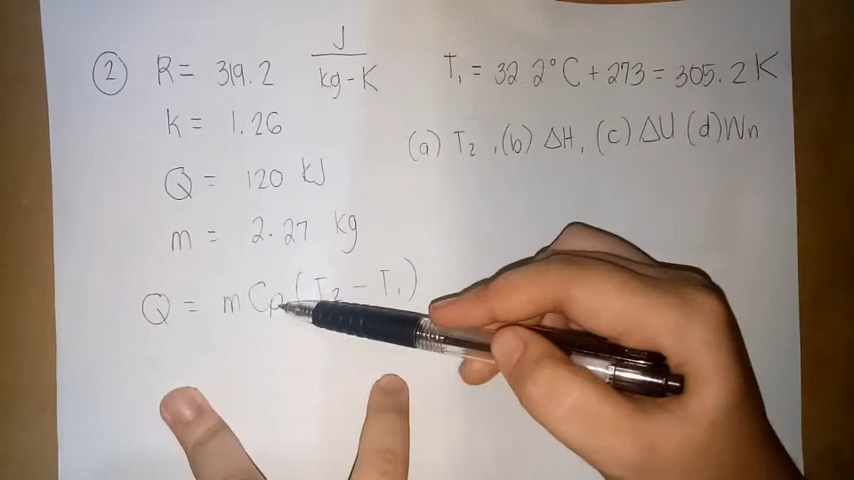 ② R = 319.2 J/kg-K
T₁ = 32.2°C + 273 = 305.2 K
k = 1.26
(a) T₂, (b) ΔH, (c) ΔU (d) Wn
Q = 120 kJ
m = 2.27 kg
Q = m Cp (T₂ - T₁)